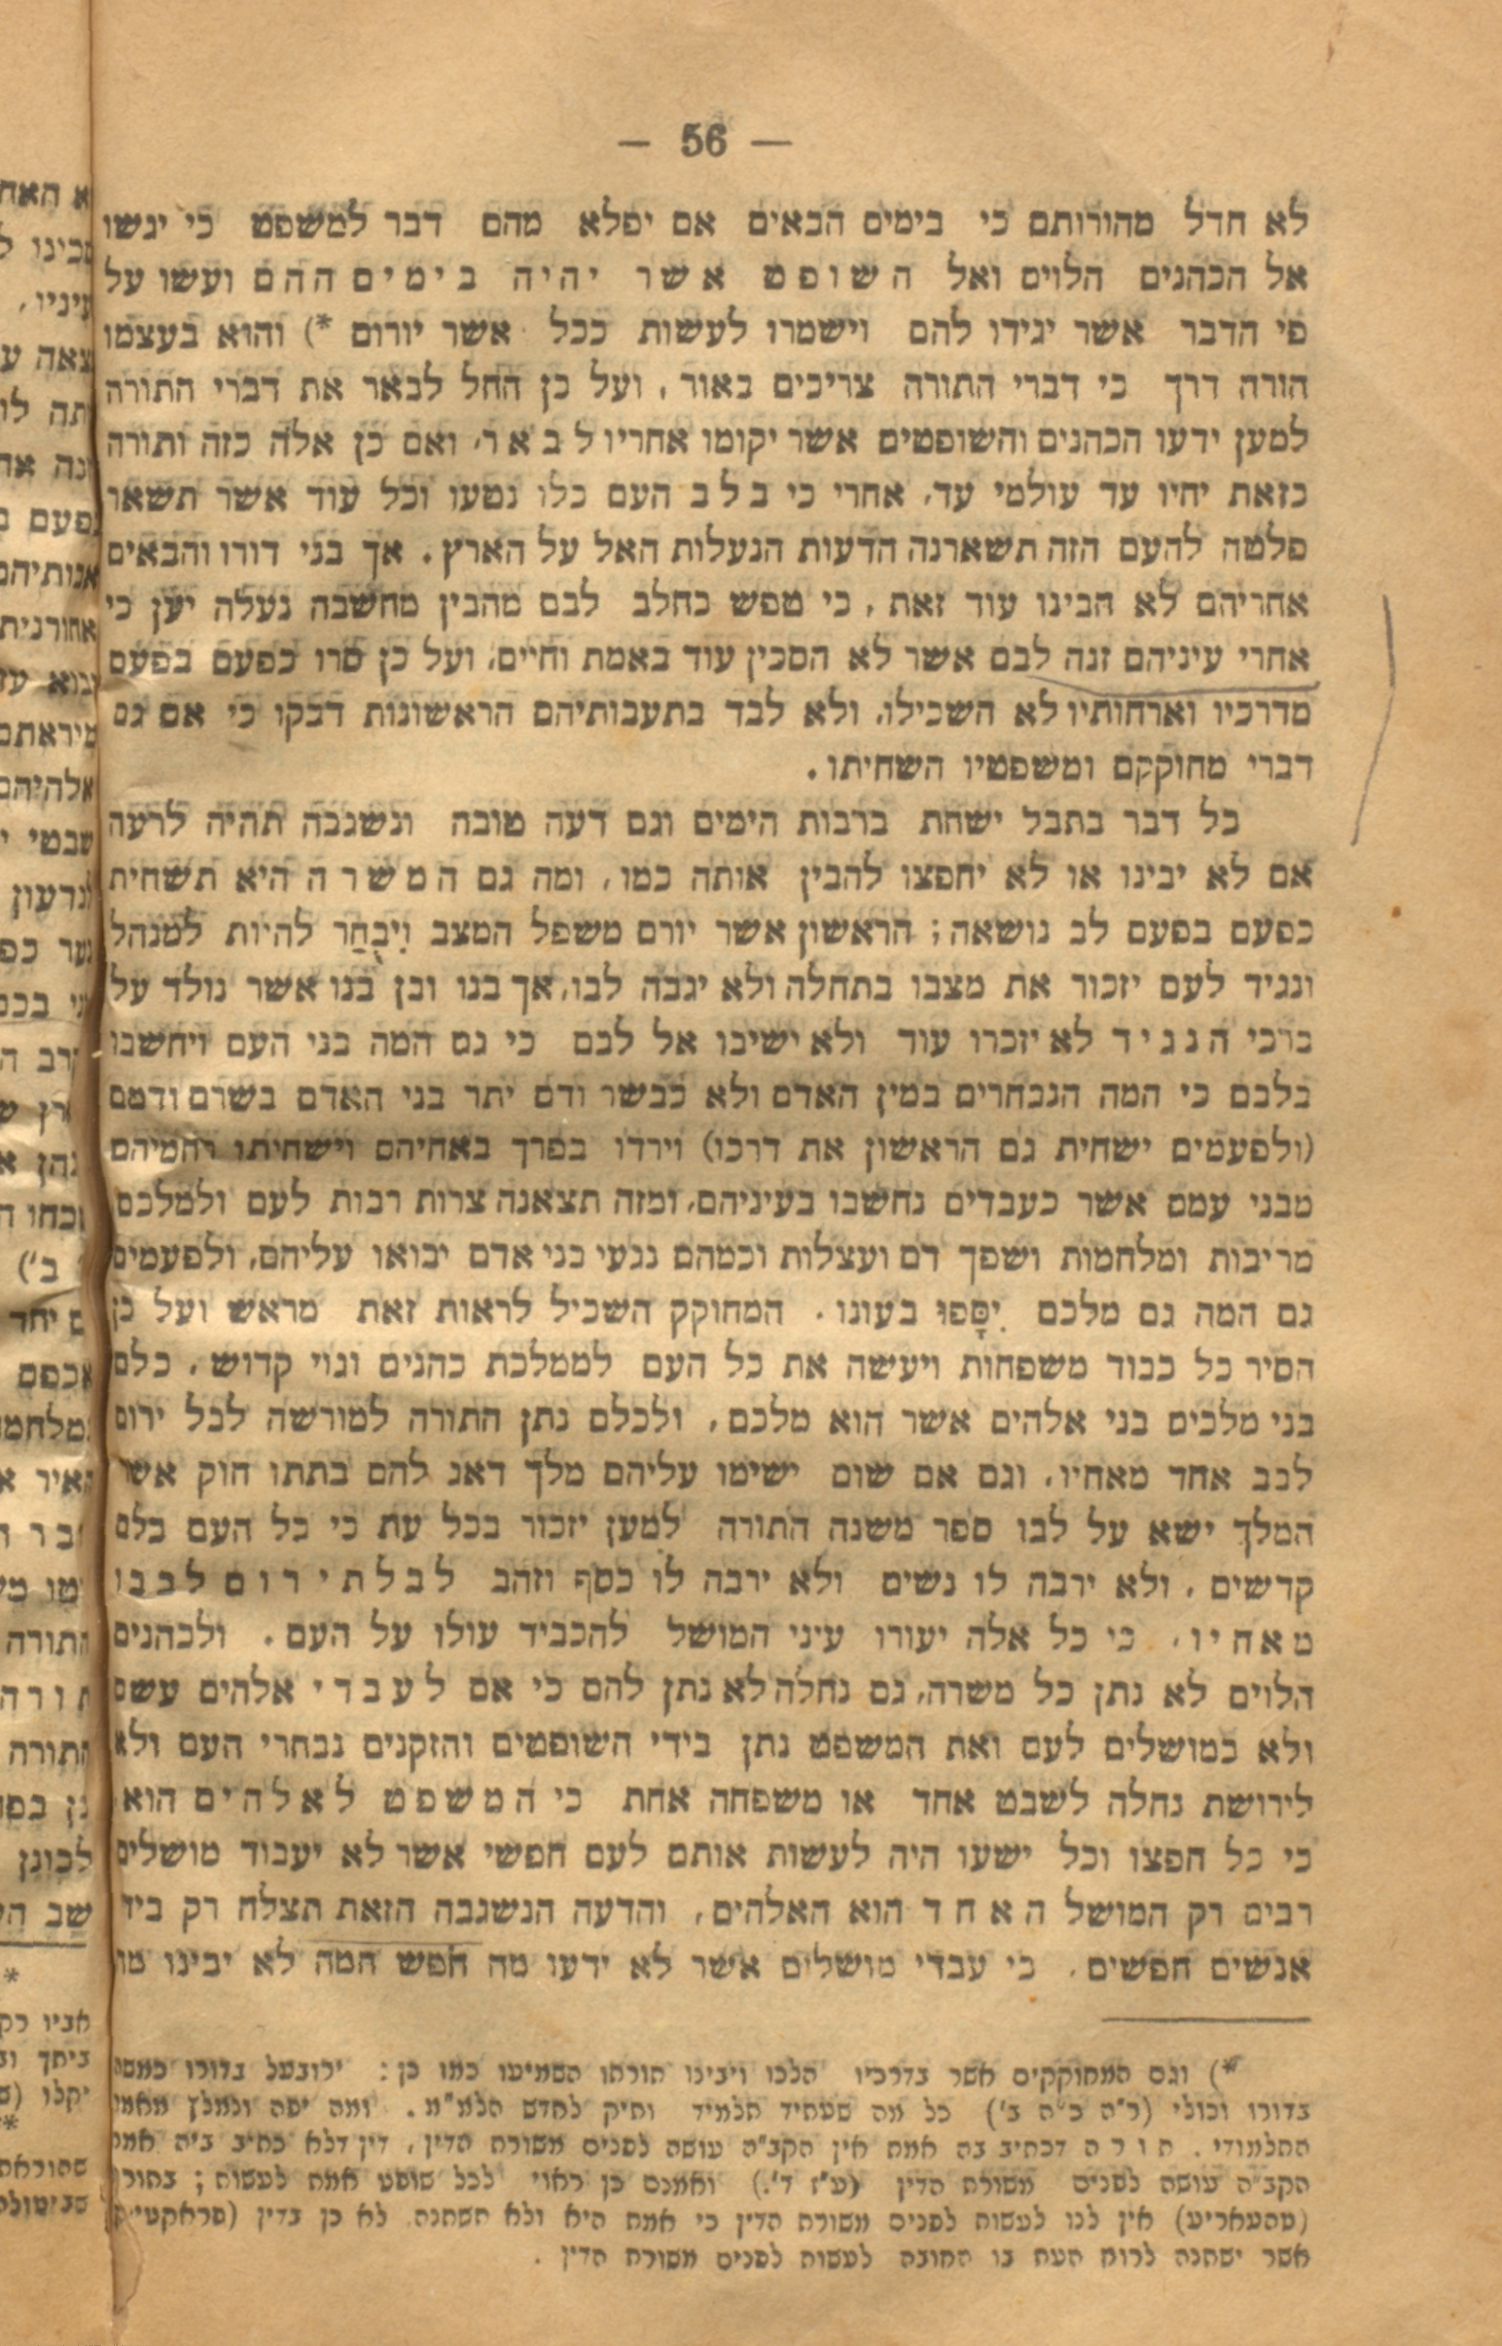 — 56 —
לא חדל מהורותם כי בימים הבאים אם יפלא מהם דבר למשפט כי יגשו
אל הכהנים הלוים ואל השופט אשר יהיה בימים ההם ועשו על
פי הדבר אשר יגידו להם וישמרו לעשות ככל אשר יורום *) והוא בעצמו
הורה דרך כי דברי התורה צריכים באור, ועל כן החל לבאר את דברי התורה
למען ידעו הכהנים והשופטים אשר יקומו אחריו לבאר, ואם כן אלה כזה ותורה
כזאת יחיו עד עולמי עד, אחרי כי בלב העם כלו נטעו וכל עוד אשר תשאר
פלטה להעם הזה תשארנה הדעות הנעלות האל על הארץ. אך בני דורו והבאים
אחריהם לא הבינו עוד זאת, כי טפש כחלב לבם מהבין מחשבה נעלה יען כי
אחרי עיניהם זנה לבם אשר לא הסכין עוד באמת וחיים, ועל כן סרו כפעם בפעם
מדרכיו וארחותיו לא השכילו, ולא לבד בתעבותיהם הראשונות דבקו כי אם גם
דברי מחוקקם ומשפטיו השחיתו.
כל דבר בתבל ישחת ברבות הימים וגם דעה טובה ונשגבה תהיה לרעה
אם לא יבינו או לא יחפצו להבין אותה כמו, ומה גם המשרה היא תשחית
כפעם בפעם לב נושאה; הראשון אשר יורם משפל המצב וְיִבָחַר להיות למנהל
ונגיד לעם יזכור את מצבו בתחלה ולא יגבה לבו, אך בנו ובן בנו אשר נולד על
ברכי הנגיד לא יזכרו עוד ולא ישיבו אל לבם כי גם המה בני העם ויחשבו
בלבם כי המה הנבחרים במין האדם ולא כבשר ודם יתר בני האדם בשרם ודמם
(ולפעמים ישחית גם הראשון את דרכו) וירדו בפרך באחיהם וישחיתו רחמיהם
מבני עמם אשר כעבדים נחשבו בעיניהם, ומזה תצאנה צרות רבות לעם ולמלכם,
מריבות ומלחמות ושפך דם ועצלות וכמהם נגעי בני אדם יבואו עליהם, ולפעמים
גם המה גם מלכם יִסָּפוּ בעונו. המחוקק השכיל לראות זאת מראש ועל כן
הסיר כל כבוד משפחות ויעשה את כל העם לממלכת כהנים וגוי קדוש, כלם
בני מלכים בני אלהים אשר הוא מלכם, ולכלם נתן התורה למורשה לבל ירום
לבב אחד מאחיו, וגם אם שום ישימו עליהם מלך דאג להם בתתו חוק אשר
המלך ישא על לבו ספר משנה התורה למען יזכור בכל עת כי כל העם כלם
קדשים, ולא ירבה לו נשים ולא ירבה לו כסף וזהב לבלתי רום לבבו
מאחיו, כי כל אלה יעורו עיני המושל להכביד עולו על העם. ולכהנים
הלוים לא נתן כל משרה, גם נחלה לא נתן להם כי אם לעבדי אלהים עשם
ולא כמושלים לעם ואת המשפט נתן בידי השופטים והזקנים נבחרי העם ולא
לירושת נחלה לשבט אחד או משפחה אחת כי המשפט לאלהים הוא
כי כל חפצו וכל ישעו היה לעשות אותם לעם חפשי אשר לא יעבוד מושלים
רבים רק המושל האחד הוא האלהים, והדעה הנשגבה הזאת תצלח רק ביד
אנשים חפשים, כי עבדי מושלים אשר לא ידעו מה חפש המה לא יבינו מה
*) וגם המחוקקים אשר בדרכיו הלכו ויבינו תורתו השמיעו כמו כן: ירובעל בדורו כמשה
בדורו וכולי (ר״ה כ״ה ב׳) כל מה שעתיד תלמיד ותיק לחדש הלמ״מ. ומה יפה ונמלץ מאמר
התלמודי. תורה דכתיב בה אמת אין הקב״ה עושה לפנים משורת הדין, דין דלא כתיב ביה אמת
הקב״ה עושה לפנים משורת הדין (ע״ז ד׳.) ואמנם כן ראוי לכל שופט אמת לעשות; בתורה
(טהעאריע) אין לנו לעשות לפנים משורת הדין כי אמת היא ולא תשתנה, לא כן בדין (פראקטיק)
אשר ישתנה לרוח העת בו החובה לעשות לפנים משורת הדין.